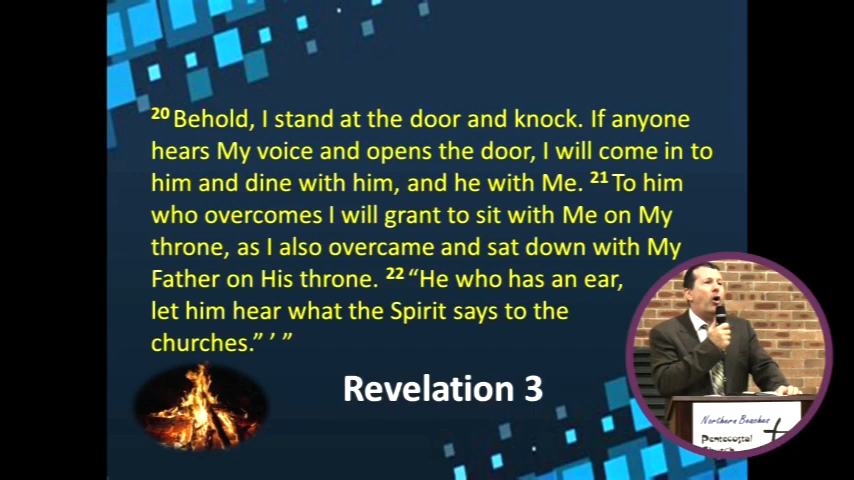 20 Behold, I stand at the door and knock. If anyone
hears My voice and opens the door, I will come in to
him and dine with him, and he with Me. 21 To him
who overcomes I will grant to sit with Me on My
throne, as I also overcame and sat down with My
Father on His throne. 22 “He who has an ear,
let him hear what the Spirit says to the
churches.” ’ ”
Revelation 3
Northern Beaches
Pentecostal